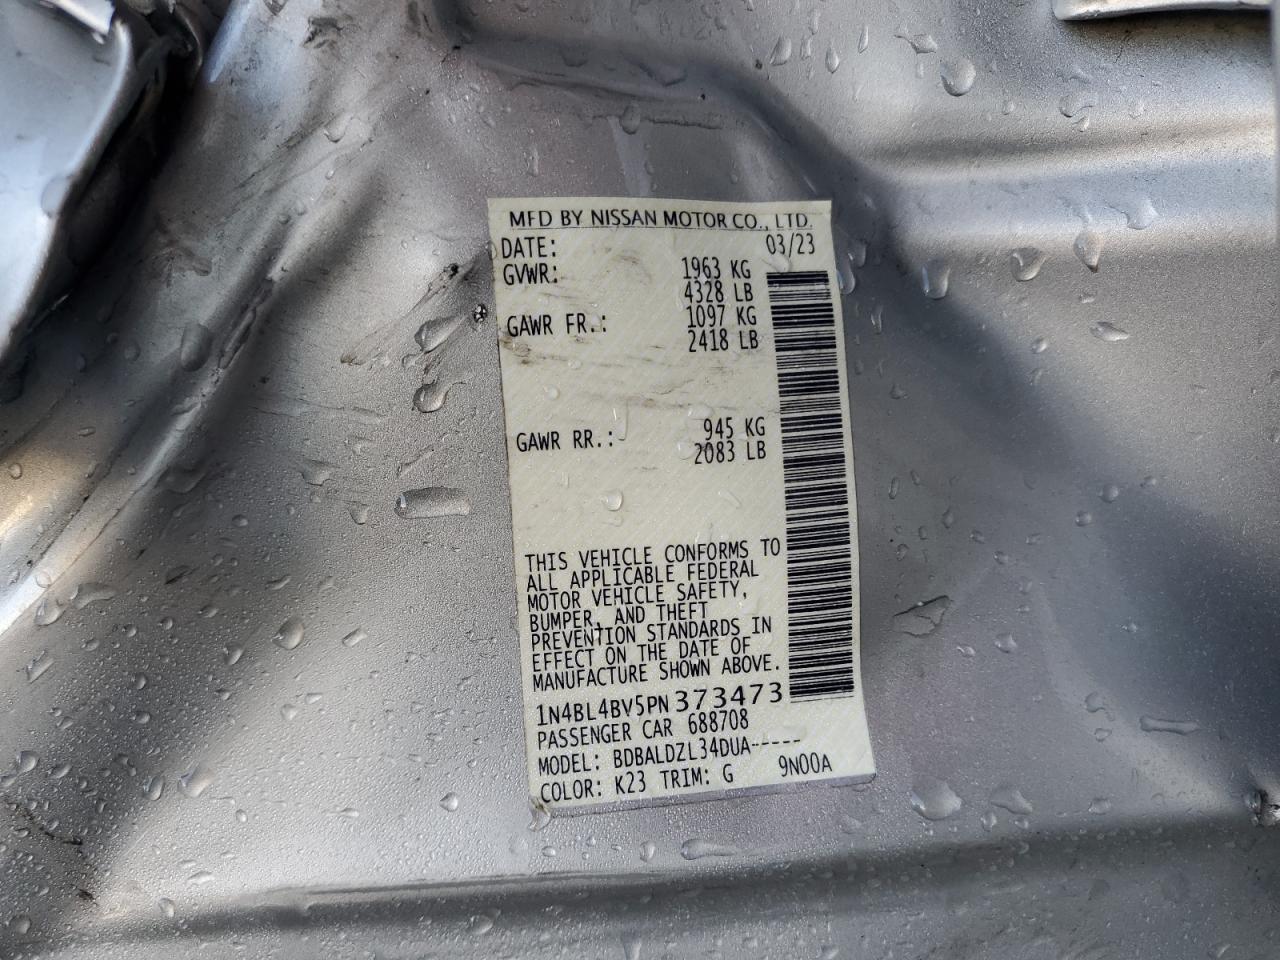 MFD BY NISSAN MOTOR CO., LTD.
DATE: 03/23
GVWR: 1963 KG
4328 LB
GAWR FR.: 1097 KG
2418 LB
GAWR RR.: 945 KG
2083 LB
THIS VEHICLE CONFORMS TO
ALL APPLICABLE FEDERAL
MOTOR VEHICLE SAFETY,
BUMPER, AND THEFT
PREVENTION STANDARDS IN
EFFECT ON THE DATE OF
MANUFACTURE SHOWN ABOVE.
1N4BL4BV5PN373473
PASSENGER CAR 688708
MODEL: BDBALDZL34DUA-----
COLOR: K23 TRIM: G 9N00A